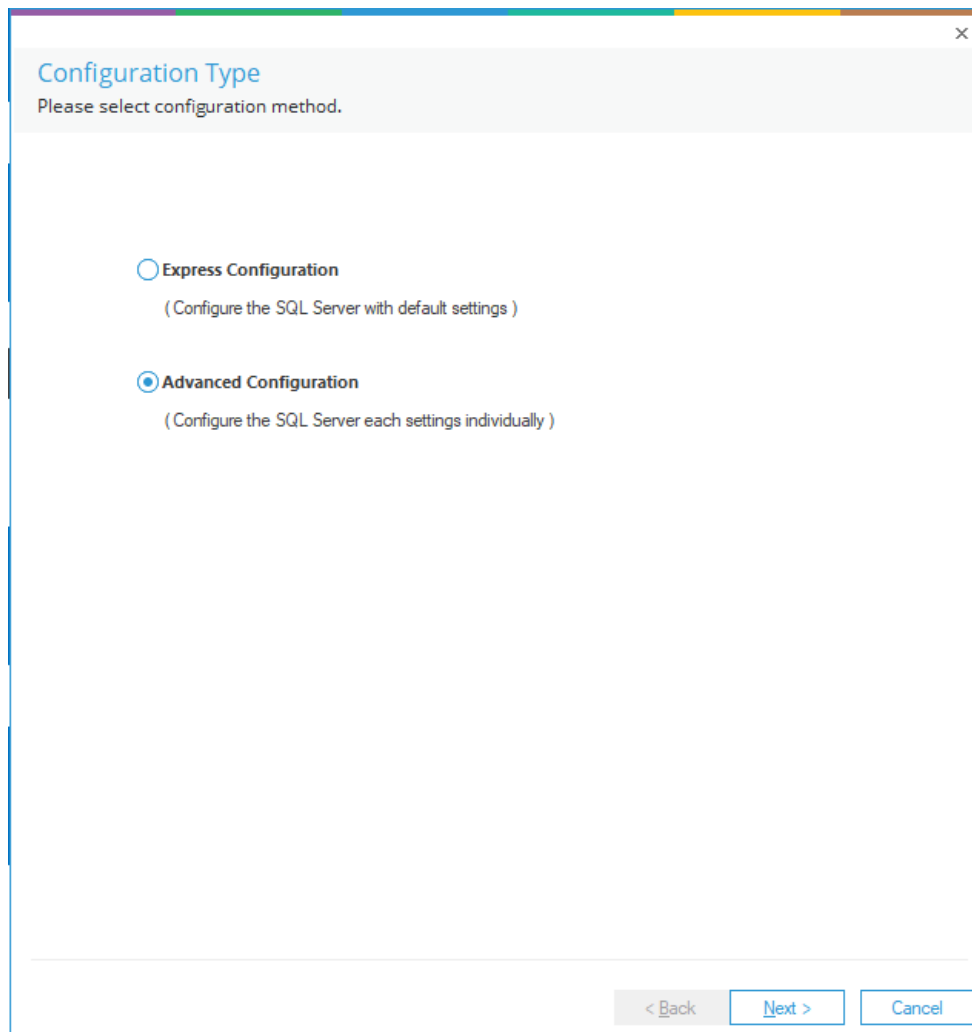 Configuration Type
Please select configuration method.
Express Configuration
( Configure the SQL Server with default settings )
Advanced Configuration
( Configure the SQL Server each settings individually )
< Back
Next >
Cancel